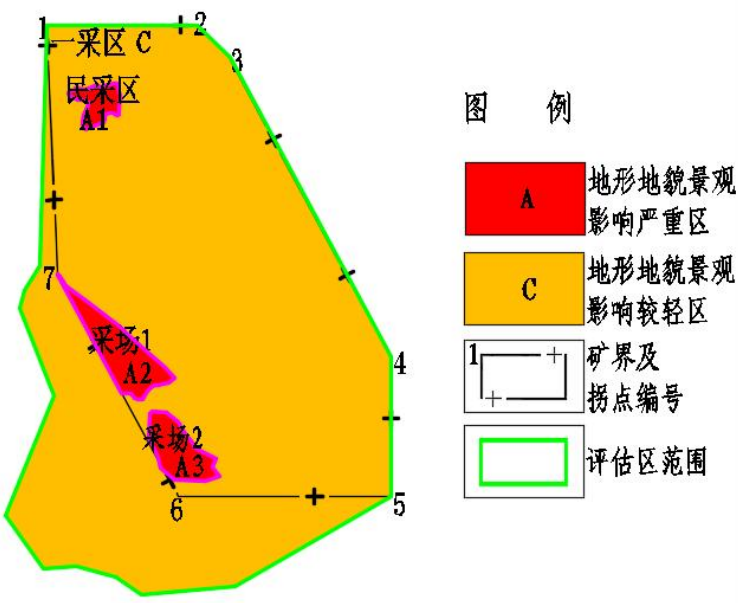 1
2
一采区 C
3
民采区
A1
7
采场1
A2
4
采场2
A3
6
5
图 例
A
地形地貌景观
影响严重区
C
地形地貌景观
影响较轻区
1
矿界及
拐点编号
评估区范围